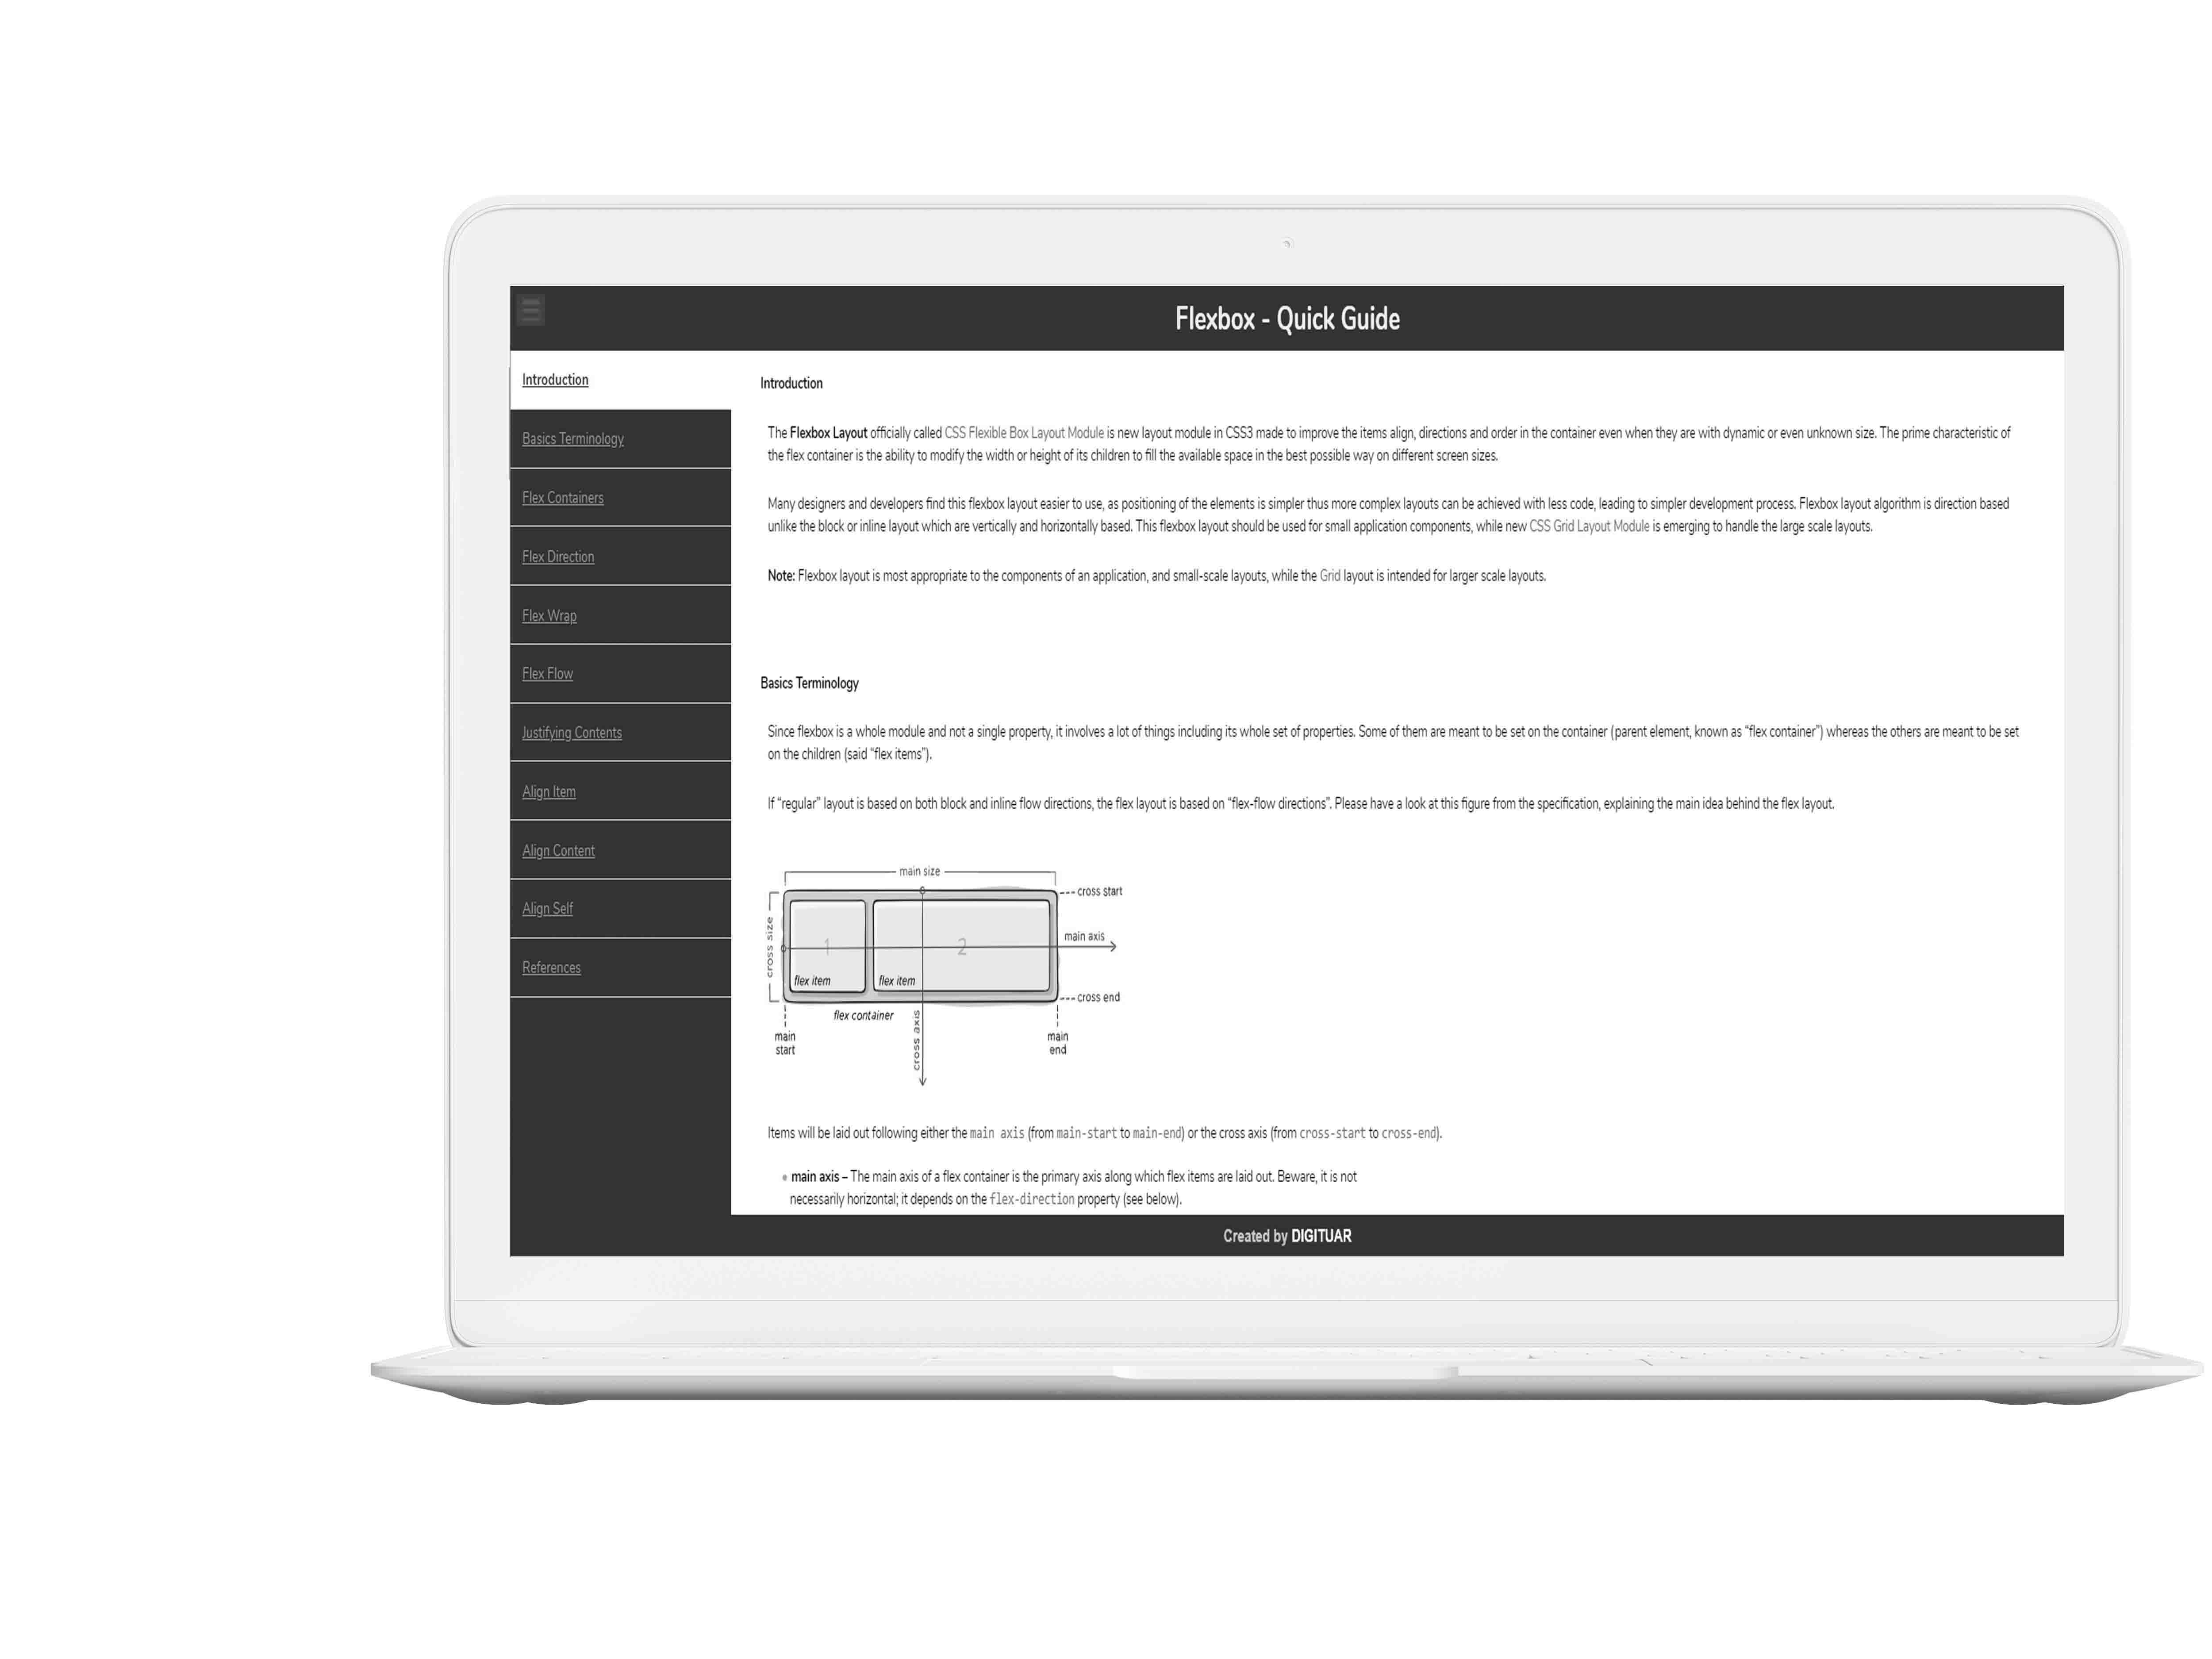 Flexbox - Quick Guide
Introduction
Basics Terminology
Flex Containers
Flex Direction
Flex Wrap
Flex Flow
Justifying Contents
Align Item
Align Content
Align Self
References
Introduction
The Flexbox Layout officially called CSS Flexible Box Layout Module is new layout module in CSS3 made to improve the items align, directions and order in the container even when they are with dynamic or even unknown size. The prime characteristic of
the flex container is the ability to modify the width or height of its children to fill the available space in the best possible way on different screen sizes.
Many designers and developers find this flexbox layout easier to use, as positioning of the elements is simpler thus more complex layouts can be achieved with less code, leading to simpler development process. Flexbox layout algorithm is direction based
unlike the block or inline layout which are vertically and horizontally based. This flexbox layout should be used for small application components, while new CSS Grid Layout Module is emerging to handle the large scale layouts.
Note: Flexbox layout is most appropriate to the components of an application, and small-scale layouts, while the Grid layout is intended for larger scale layouts.
Basics Terminology
Since flexbox is a whole module and not a single property, it involves a lot of things including its whole set of properties. Some of them are meant to be set on the container (parent element, known as “flex container”) whereas the others are meant to be set
on the children (said “flex items”).
If “regular” layout is based on both block and inline flow directions, the flex layout is based on “flex-flow directions”. Please have a look at this figure from the specification, explaining the main idea behind the flex layout.
main size
cross start
cross size
1
2
main axis
flex item
flex item
cross end
flex container
cross axis
main
start
main
end
Items will be laid out following either the main axis (from main-start to main-end) or the cross axis (from cross-start to cross-end).
• main axis – The main axis of a flex container is the primary axis along which flex items are laid out. Beware, it is not
necessarily horizontal; it depends on the flex-direction property (see below).
Created by DIGITUAR